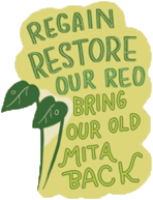 REGAIN
RESTORE
OUR REO
BRING
OUR OLD
MITA
BACK